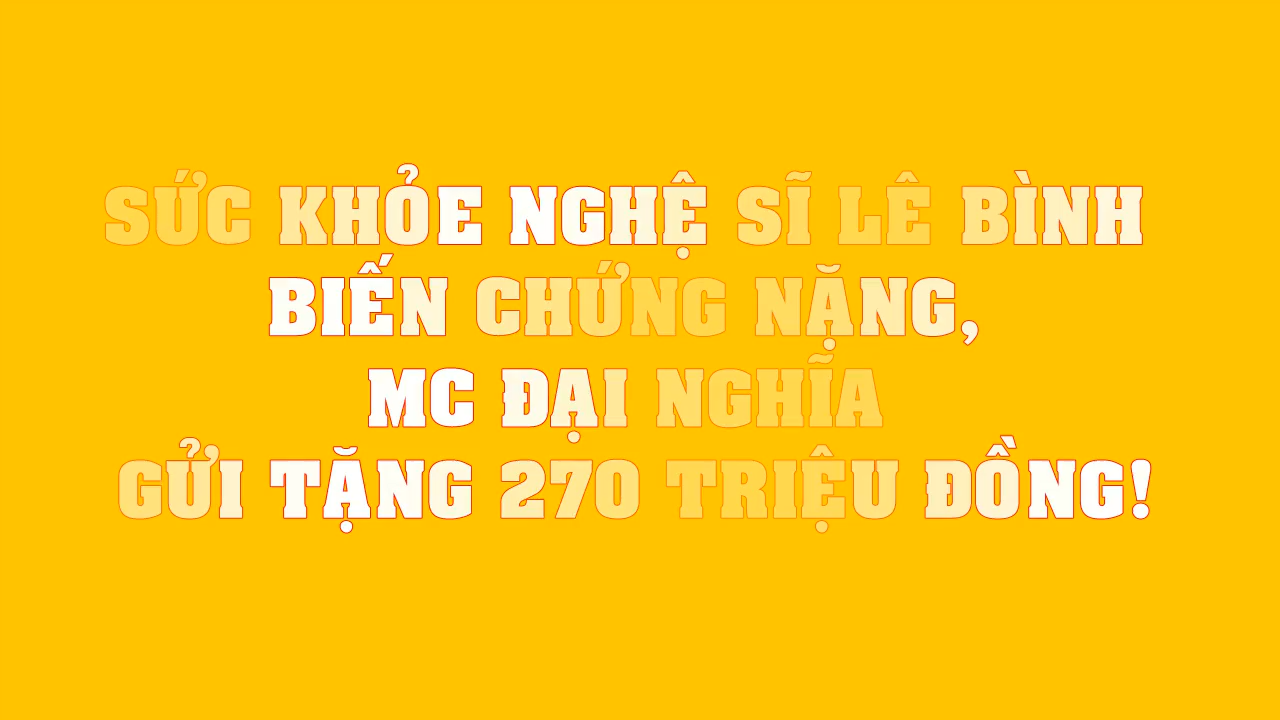 SỨC KHỎE NGHỆ SĨ LÊ BÌNH
BIẾN CHỨNG NẶNG,
MC ĐẠI NGHĨA
GỬI TẶNG 270 TRIỆU ĐỒNG!